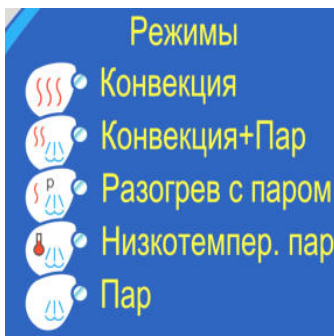 Режимы
Конвекция
Конвекция+Пар
p
Разогрев с паром
Низкотемпер. пар
Пар